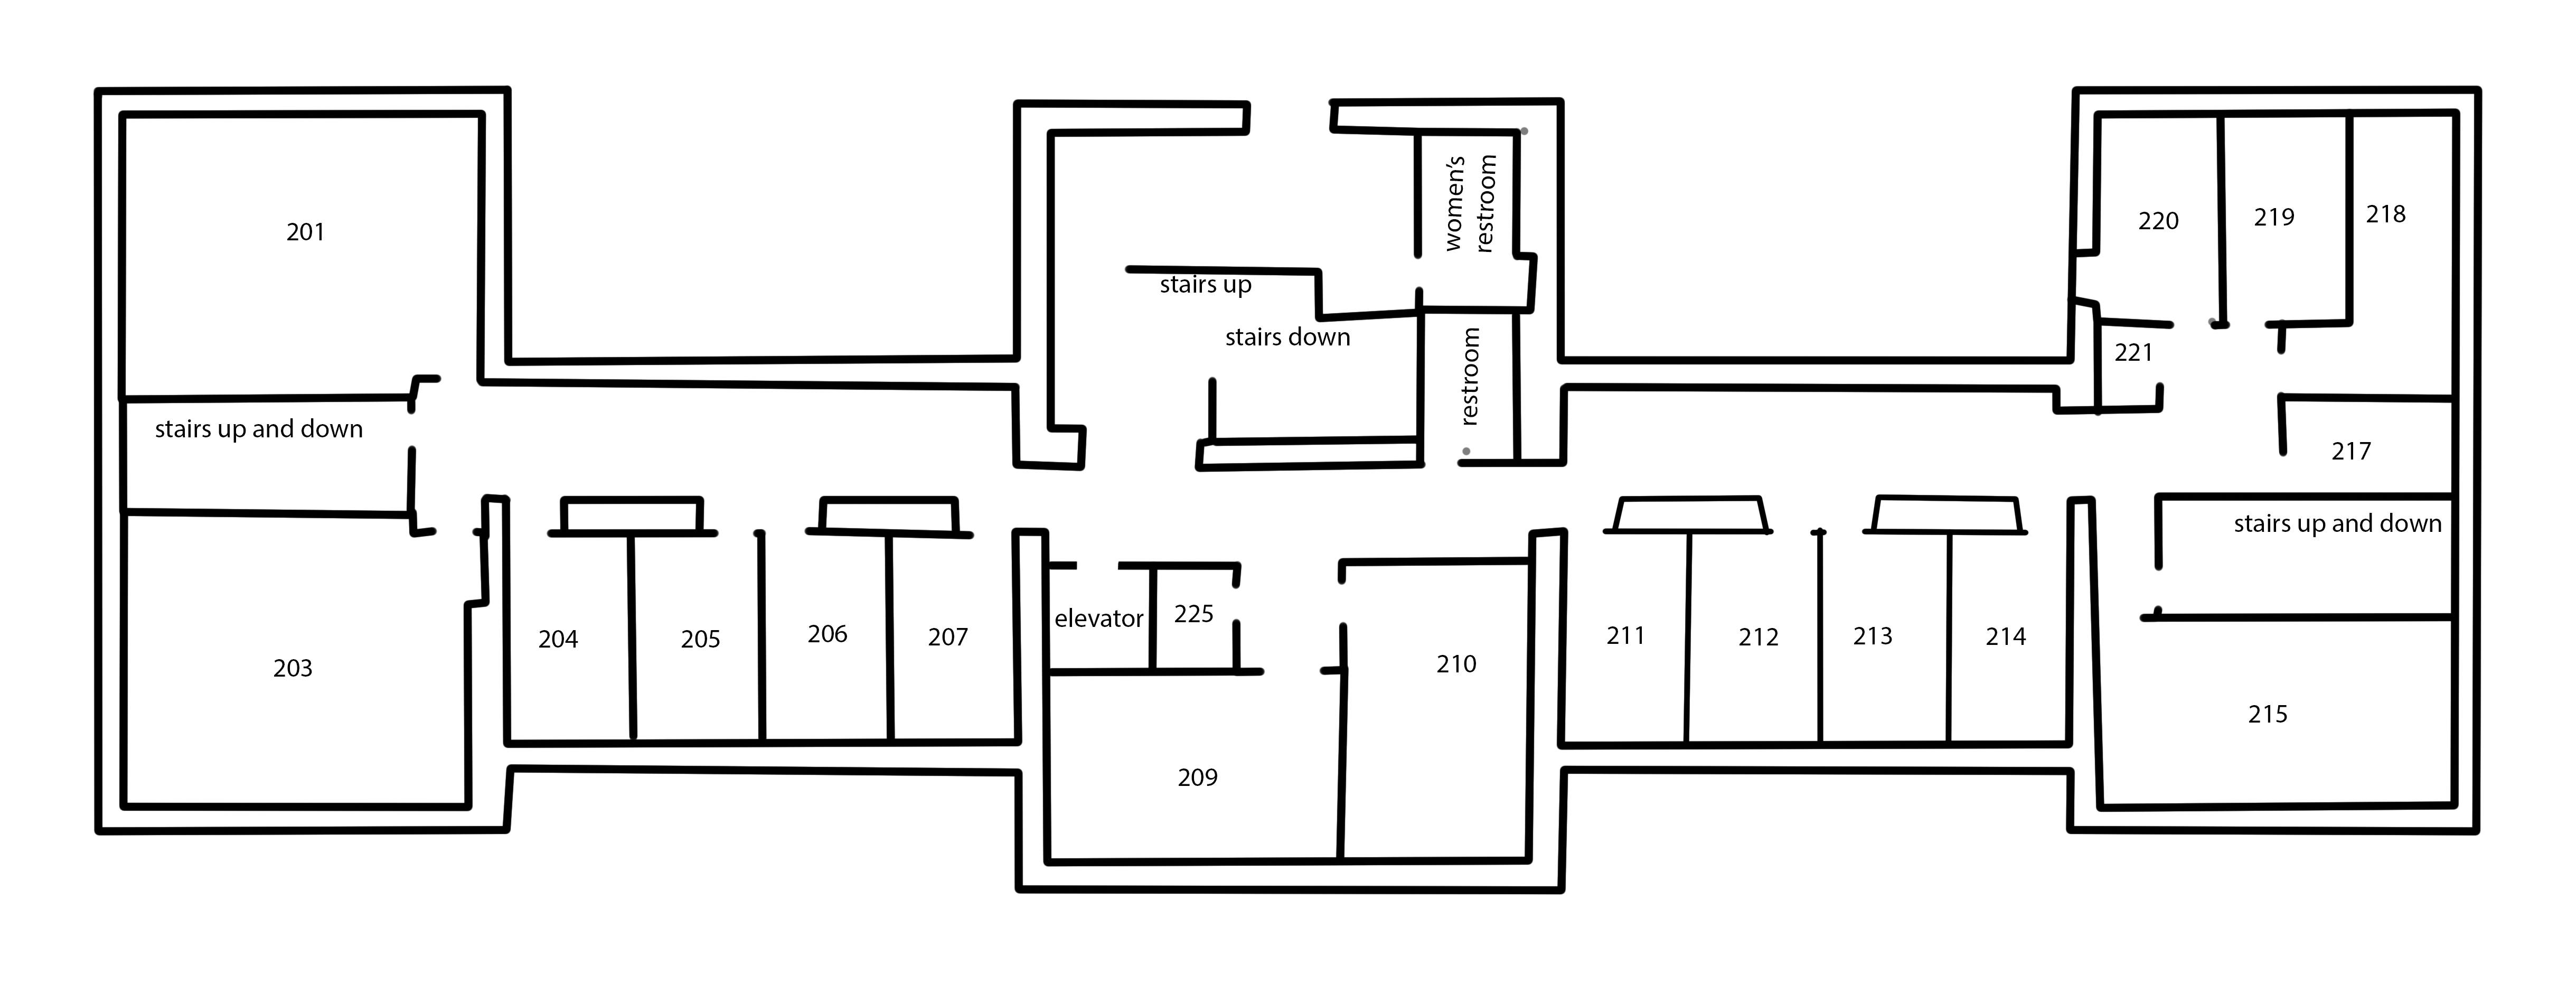 201
stairs up and down
203
204
205
206
207
stairs up
stairs down
women's
restroom
restroom
elevator
225
209
210
211
212
213
214
220
219
218
221
217
stairs up and down
215